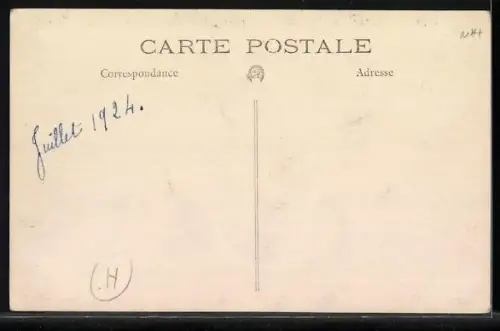 CARTE POSTALE
Correspondance
Adresse
Juillet 1924.
(.H)